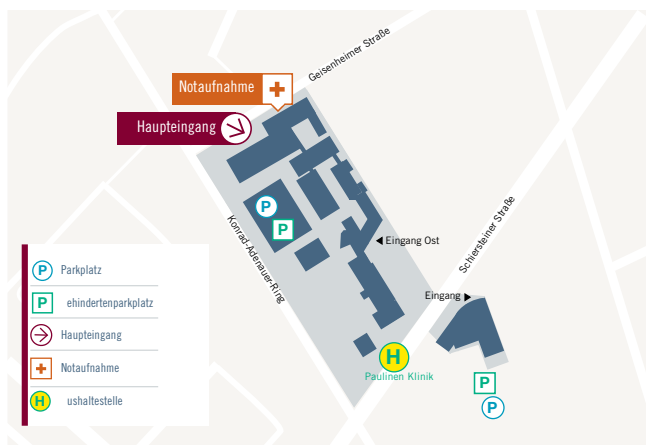 Geisenheimer Straße
Notaufnahme
Haupteingang
P
P
Konrad-Adenauer-Ring
Eingang Ost
Schiersteiner Straße
Eingang
H
Paulinen Klinik
P
P
P Parkplatz
P ehindertenparkplatz
Haupteingang
Notaufnahme
H ushaltestelle